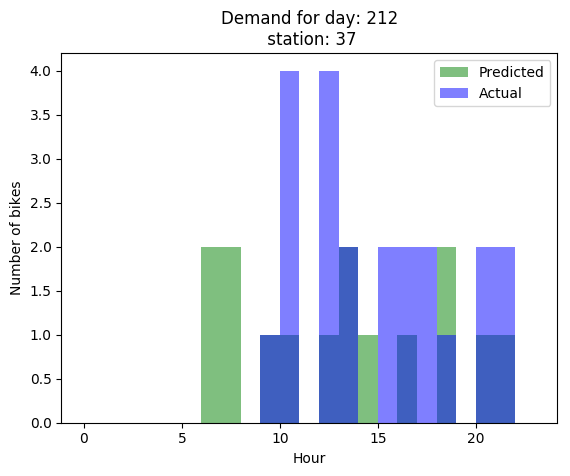 Demand for day: 212
station: 37
Predicted
Actual
4.0
3.5
3.0
2.5
2.0
1.5
1.0
0.5
0.0
Number of bikes
0 5 10 15 20
Hour